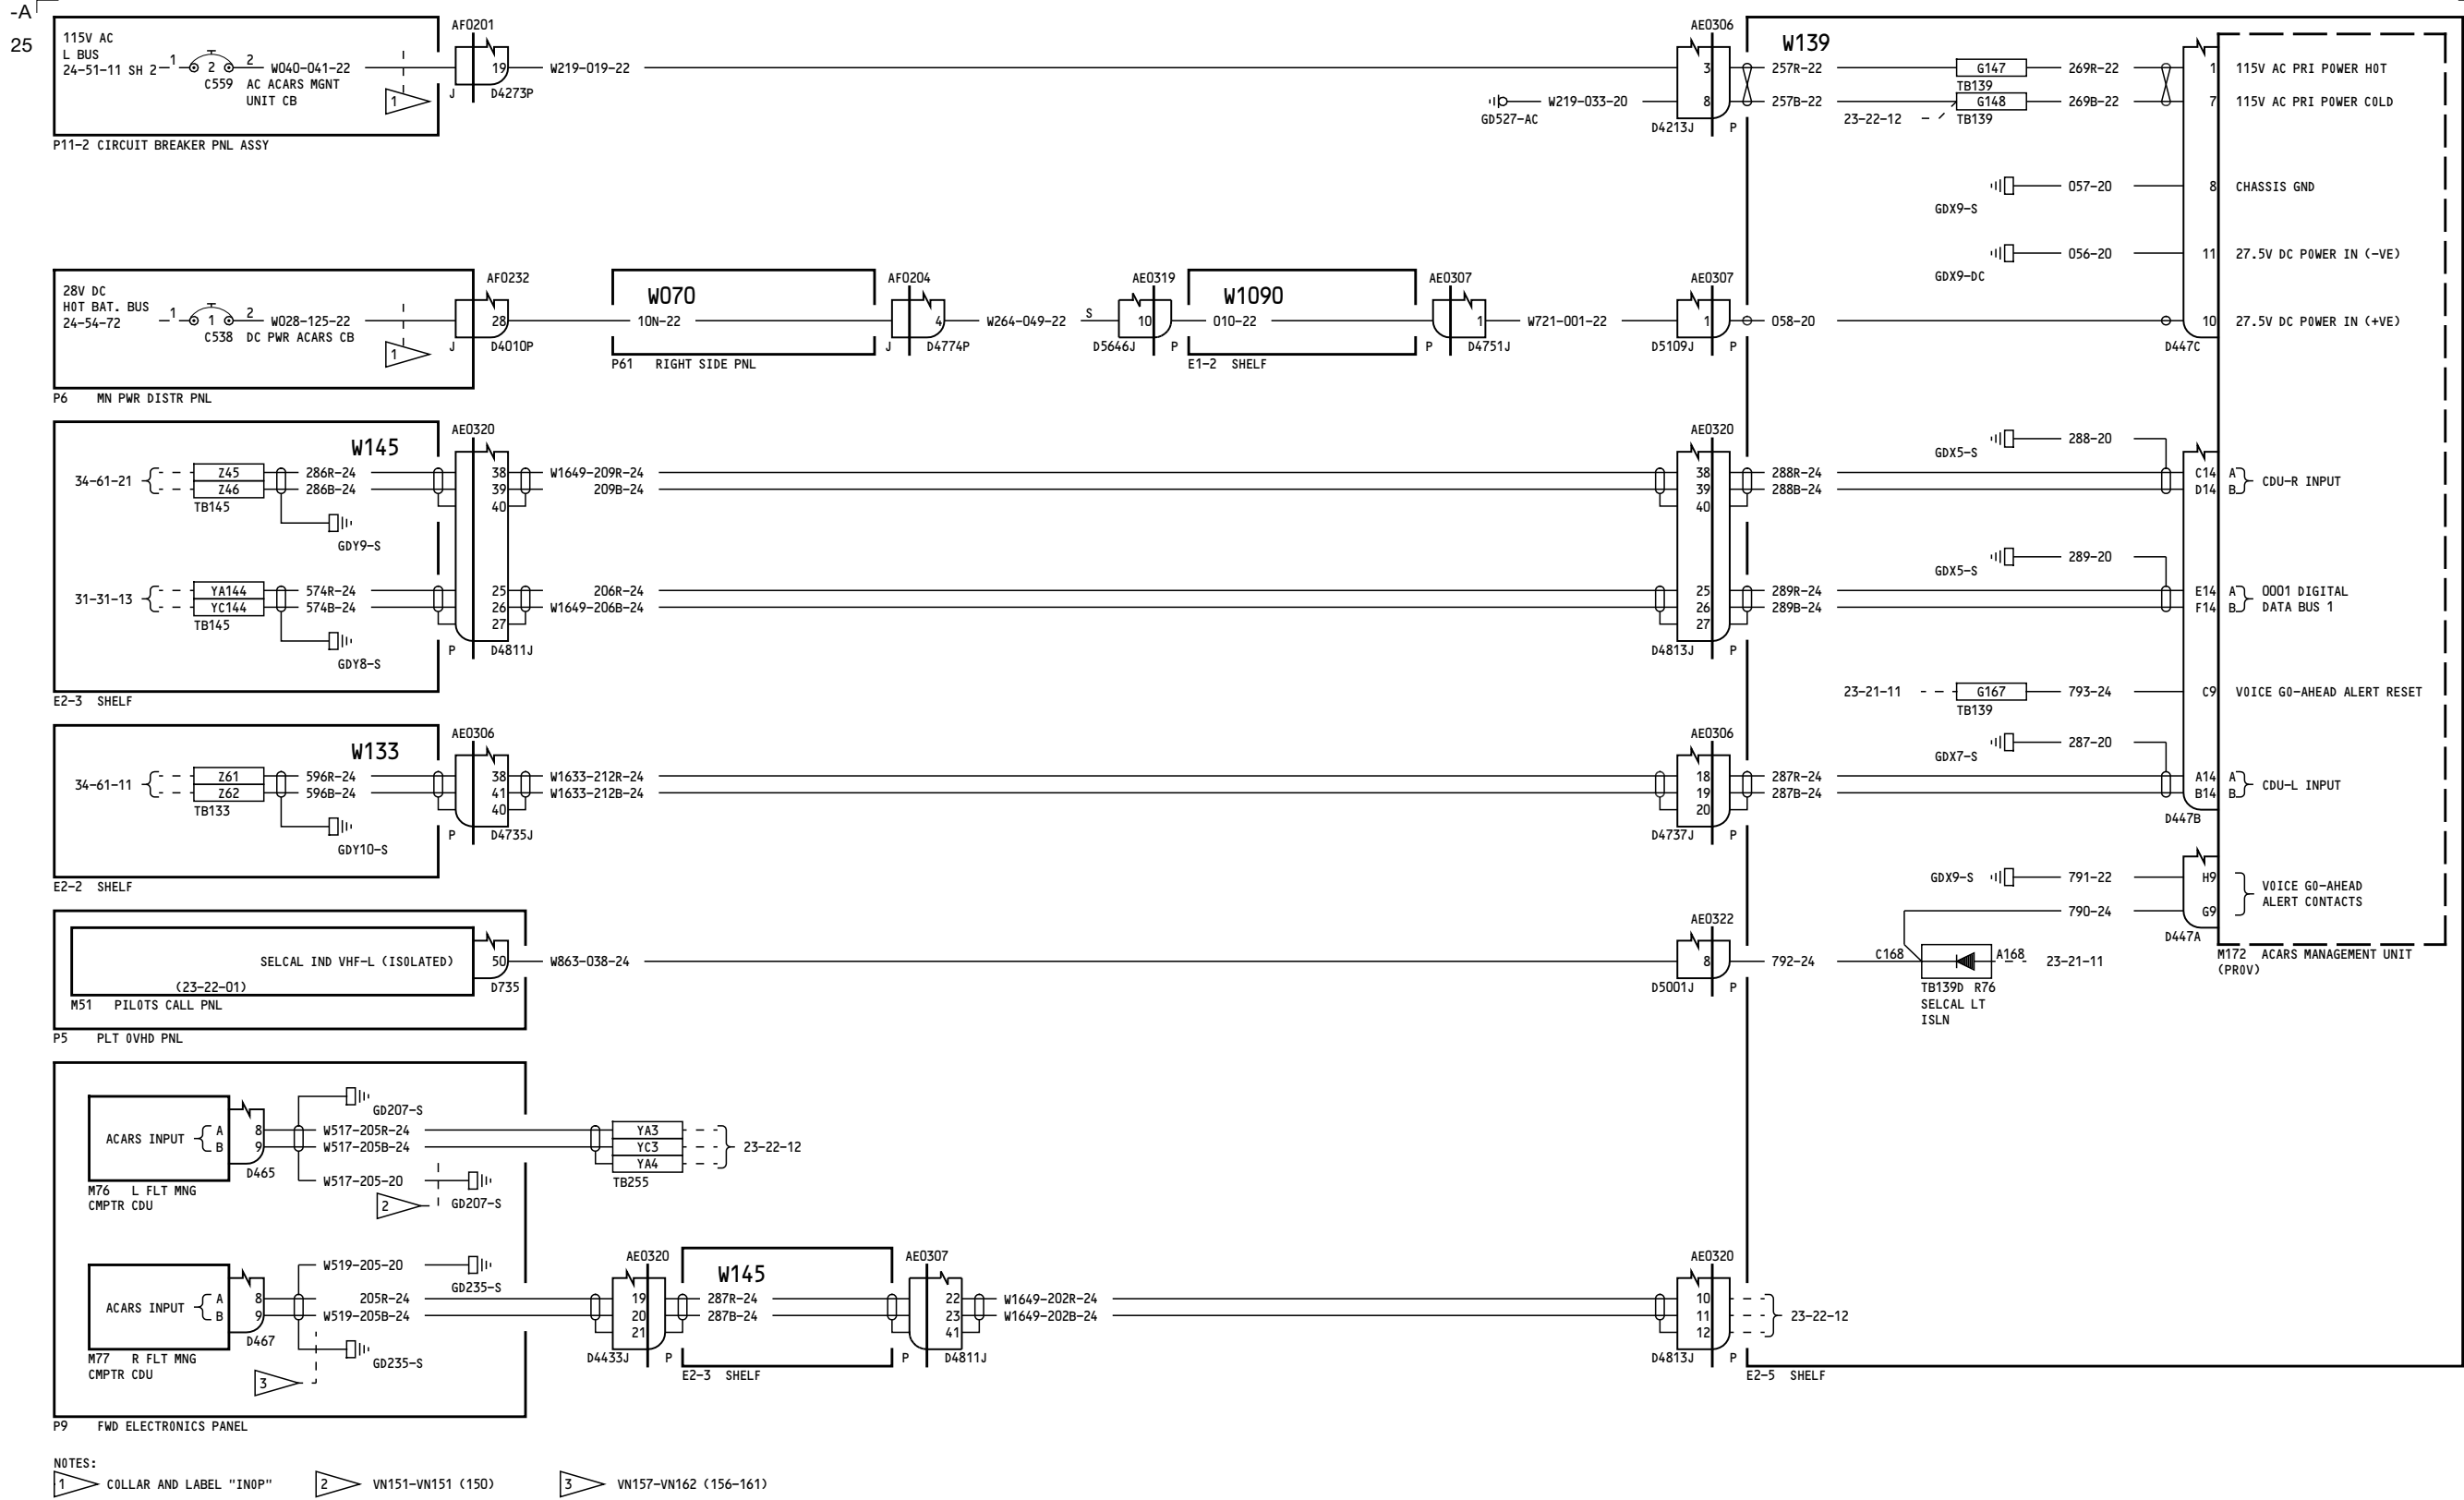 -A
25
115V AC
L BUS
24-51-11 SH 2
1
2
2
C559
W040-041-22
AC ACARS MGNT
UNIT CB
1
P11-2 CIRCUIT BREAKER PNL ASSY
AF0201
19
J
D4273P
W219-019-22
GD527-AC
W219-033-20
AE0306
3
8
D4213J
P
W139
257R-22
257B-22
G147
TB139
G148
TB139
23-22-12
269R-22
269B-22
1
7
115V AC PRI POWER HOT
115V AC PRI POWER COLD
GDX9-S
057-20
8
CHASSIS GND
GDX9-DC
056-20
11
27.5V DC POWER IN (-VE)
28V DC
HOT BAT. BUS
24-54-72
1
1
2
C538
W028-125-22
DC PWR ACARS CB
1
P6 MN PWR DISTR PNL
AF0232
28
J
D4010P
W070
10N-22
P61 RIGHT SIDE PNL
AF0204
4
J
D4774P
W264-049-22
S
AE0319
10
D5646J
P
W1090
010-22
E1-2 SHELF
AE0307
1
P
D4751J
W721-001-22
AE0307
1
D5109J
P
058-20
10
27.5V DC POWER IN (+VE)
D447C
W145
34-61-21
Z45
Z46
TB145
286R-24
286B-24
GDY9-S
31-31-13
YA144
YC144
TB145
574R-24
574B-24
GDY8-S
E2-3 SHELF
AE0320
38
39
40
25
26
27
P
D4811J
W1649-209R-24
209B-24
206R-24
W1649-206B-24
AE0320
38
39
40
25
26
27
D4813J
P
GDX5-S
288-20
288R-24
288B-24
C14
D14
A
B
CDU-R INPUT
GDX5-S
289-20
289R-24
289B-24
E14
F14
A
B
0001 DIGITAL
DATA BUS 1
23-21-11
G167
TB139
793-24
C9
VOICE GO-AHEAD ALERT RESET
W133
34-61-11
Z61
Z62
TB133
596R-24
596B-24
GDY10-S
E2-2 SHELF
AE0306
38
41
40
P
D4735J
W1633-212R-24
W1633-212B-24
AE0306
18
19
20
D4737J
P
GDX7-S
287-20
287R-24
287B-24
A14
B14
A
B
CDU-L INPUT
D447B
GDX9-S
791-22
H9
790-24
G9
VOICE GO-AHEAD
ALERT CONTACTS
D447A
M172 ACARS MANAGEMENT UNIT
(PROV)
SELCAL IND VHF-L (ISOLATED)
(23-22-01)
M51 PILOTS CALL PNL
P5 PLT OVHD PNL
50
D735
W863-038-24
AE0322
8
D5001J
P
792-24
C168
A168
23-21-11
TB139D R76
SELCAL LT
ISLN
ACARS INPUT
A
B
8
9
D465
M76 L FLT MNG
CMPTR CDU
GD207-S
W517-205R-24
W517-205B-24
W517-205-20
GD207-S
2
YA3
YC3
YA4
TB255
23-22-12
ACARS INPUT
A
B
8
9
D467
M77 R FLT MNG
CMPTR CDU
W519-205-20
GD235-S
205R-24
W519-205B-24
GD235-S
3
P9 FWD ELECTRONICS PANEL
AE0320
19
20
21
D4433J
P
W145
287R-24
287B-24
E2-3 SHELF
AE0307
22
23
41
P
D4811J
W1649-202R-24
W1649-202B-24
AE0320
10
11
12
D4813J
P
23-22-12
E2-5 SHELF
NOTES:
1 COLLAR AND LABEL "INOP"
2 VN151-VN151 (150)
3 VN157-VN162 (156-161)